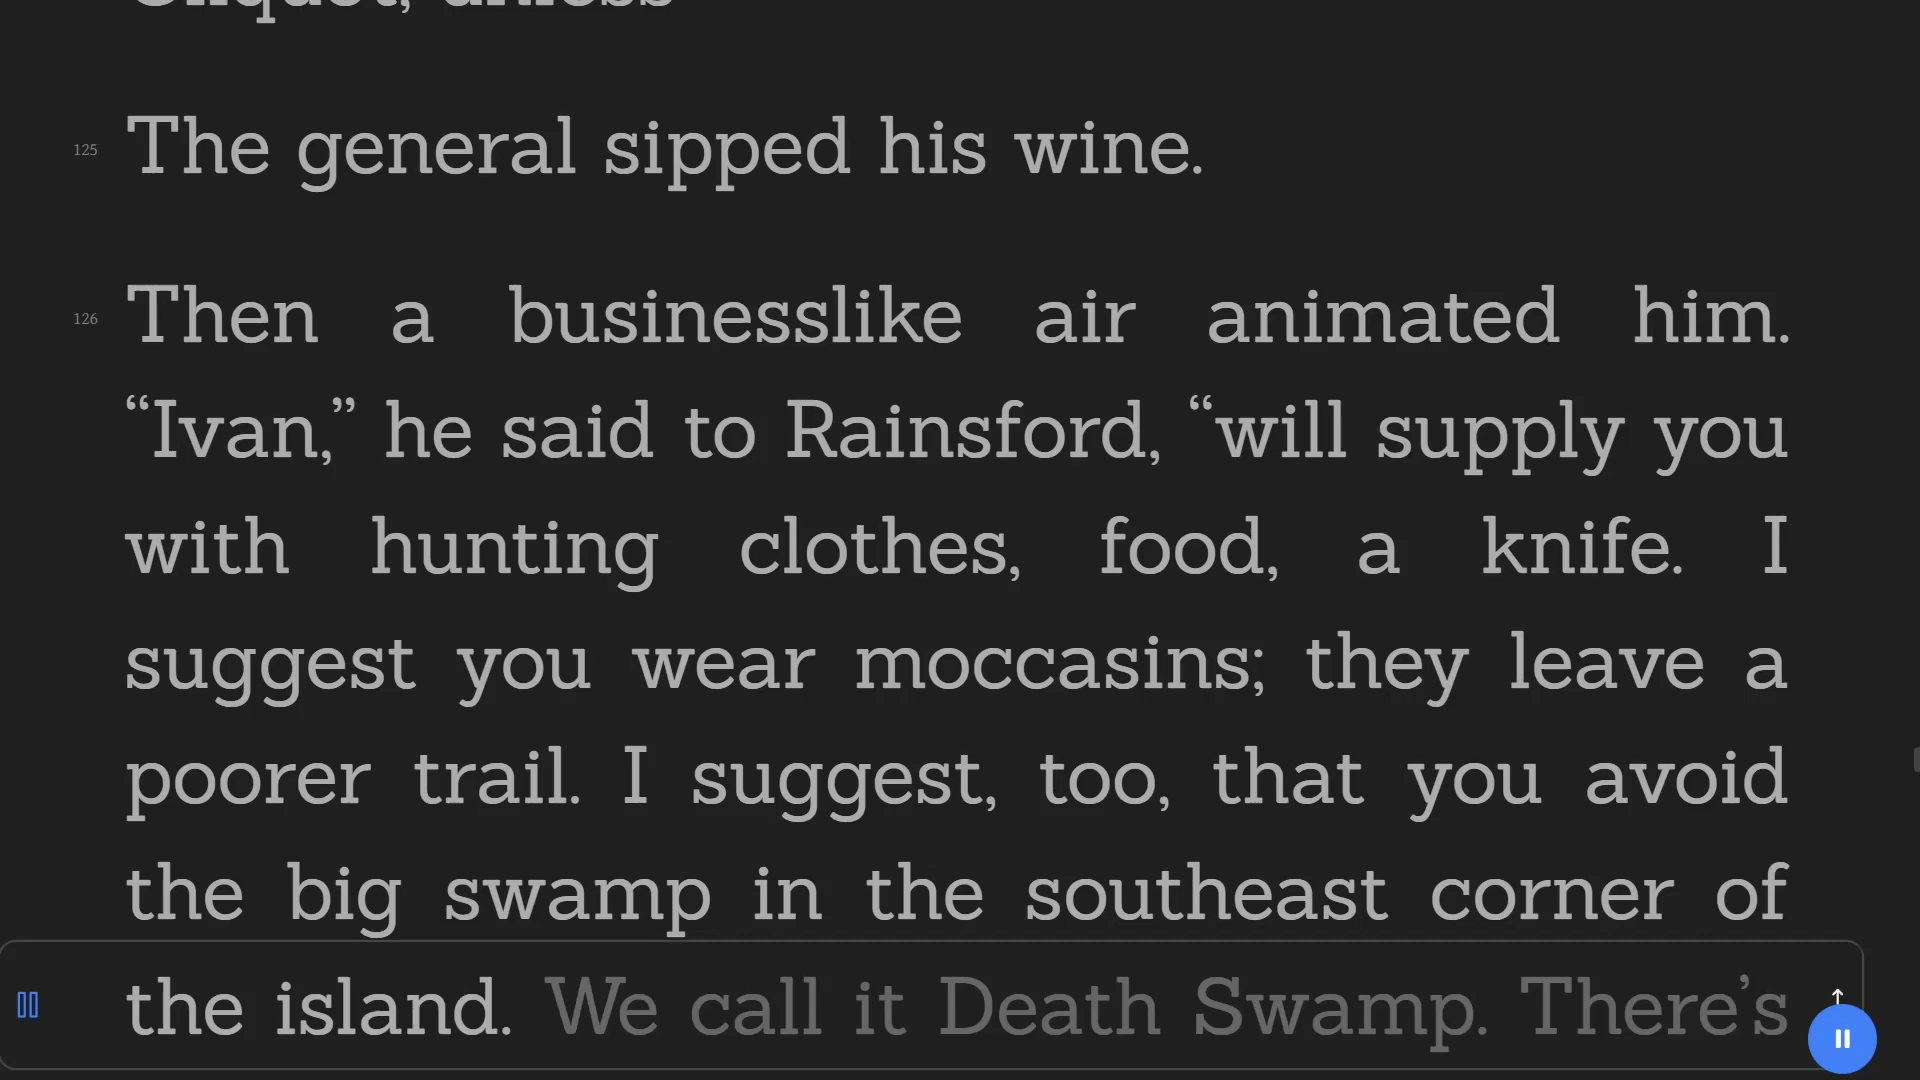 Cliquot, unless
125 The general sipped his wine.
126 Then a businesslike air animated him.
“Ivan,” he said to Rainsford, “will supply you
with hunting clothes, food, a knife. I
suggest you wear moccasins; they leave a
poorer trail. I suggest, too, that you avoid
the big swamp in the southeast corner of
the island. We call it Death Swamp. There’s